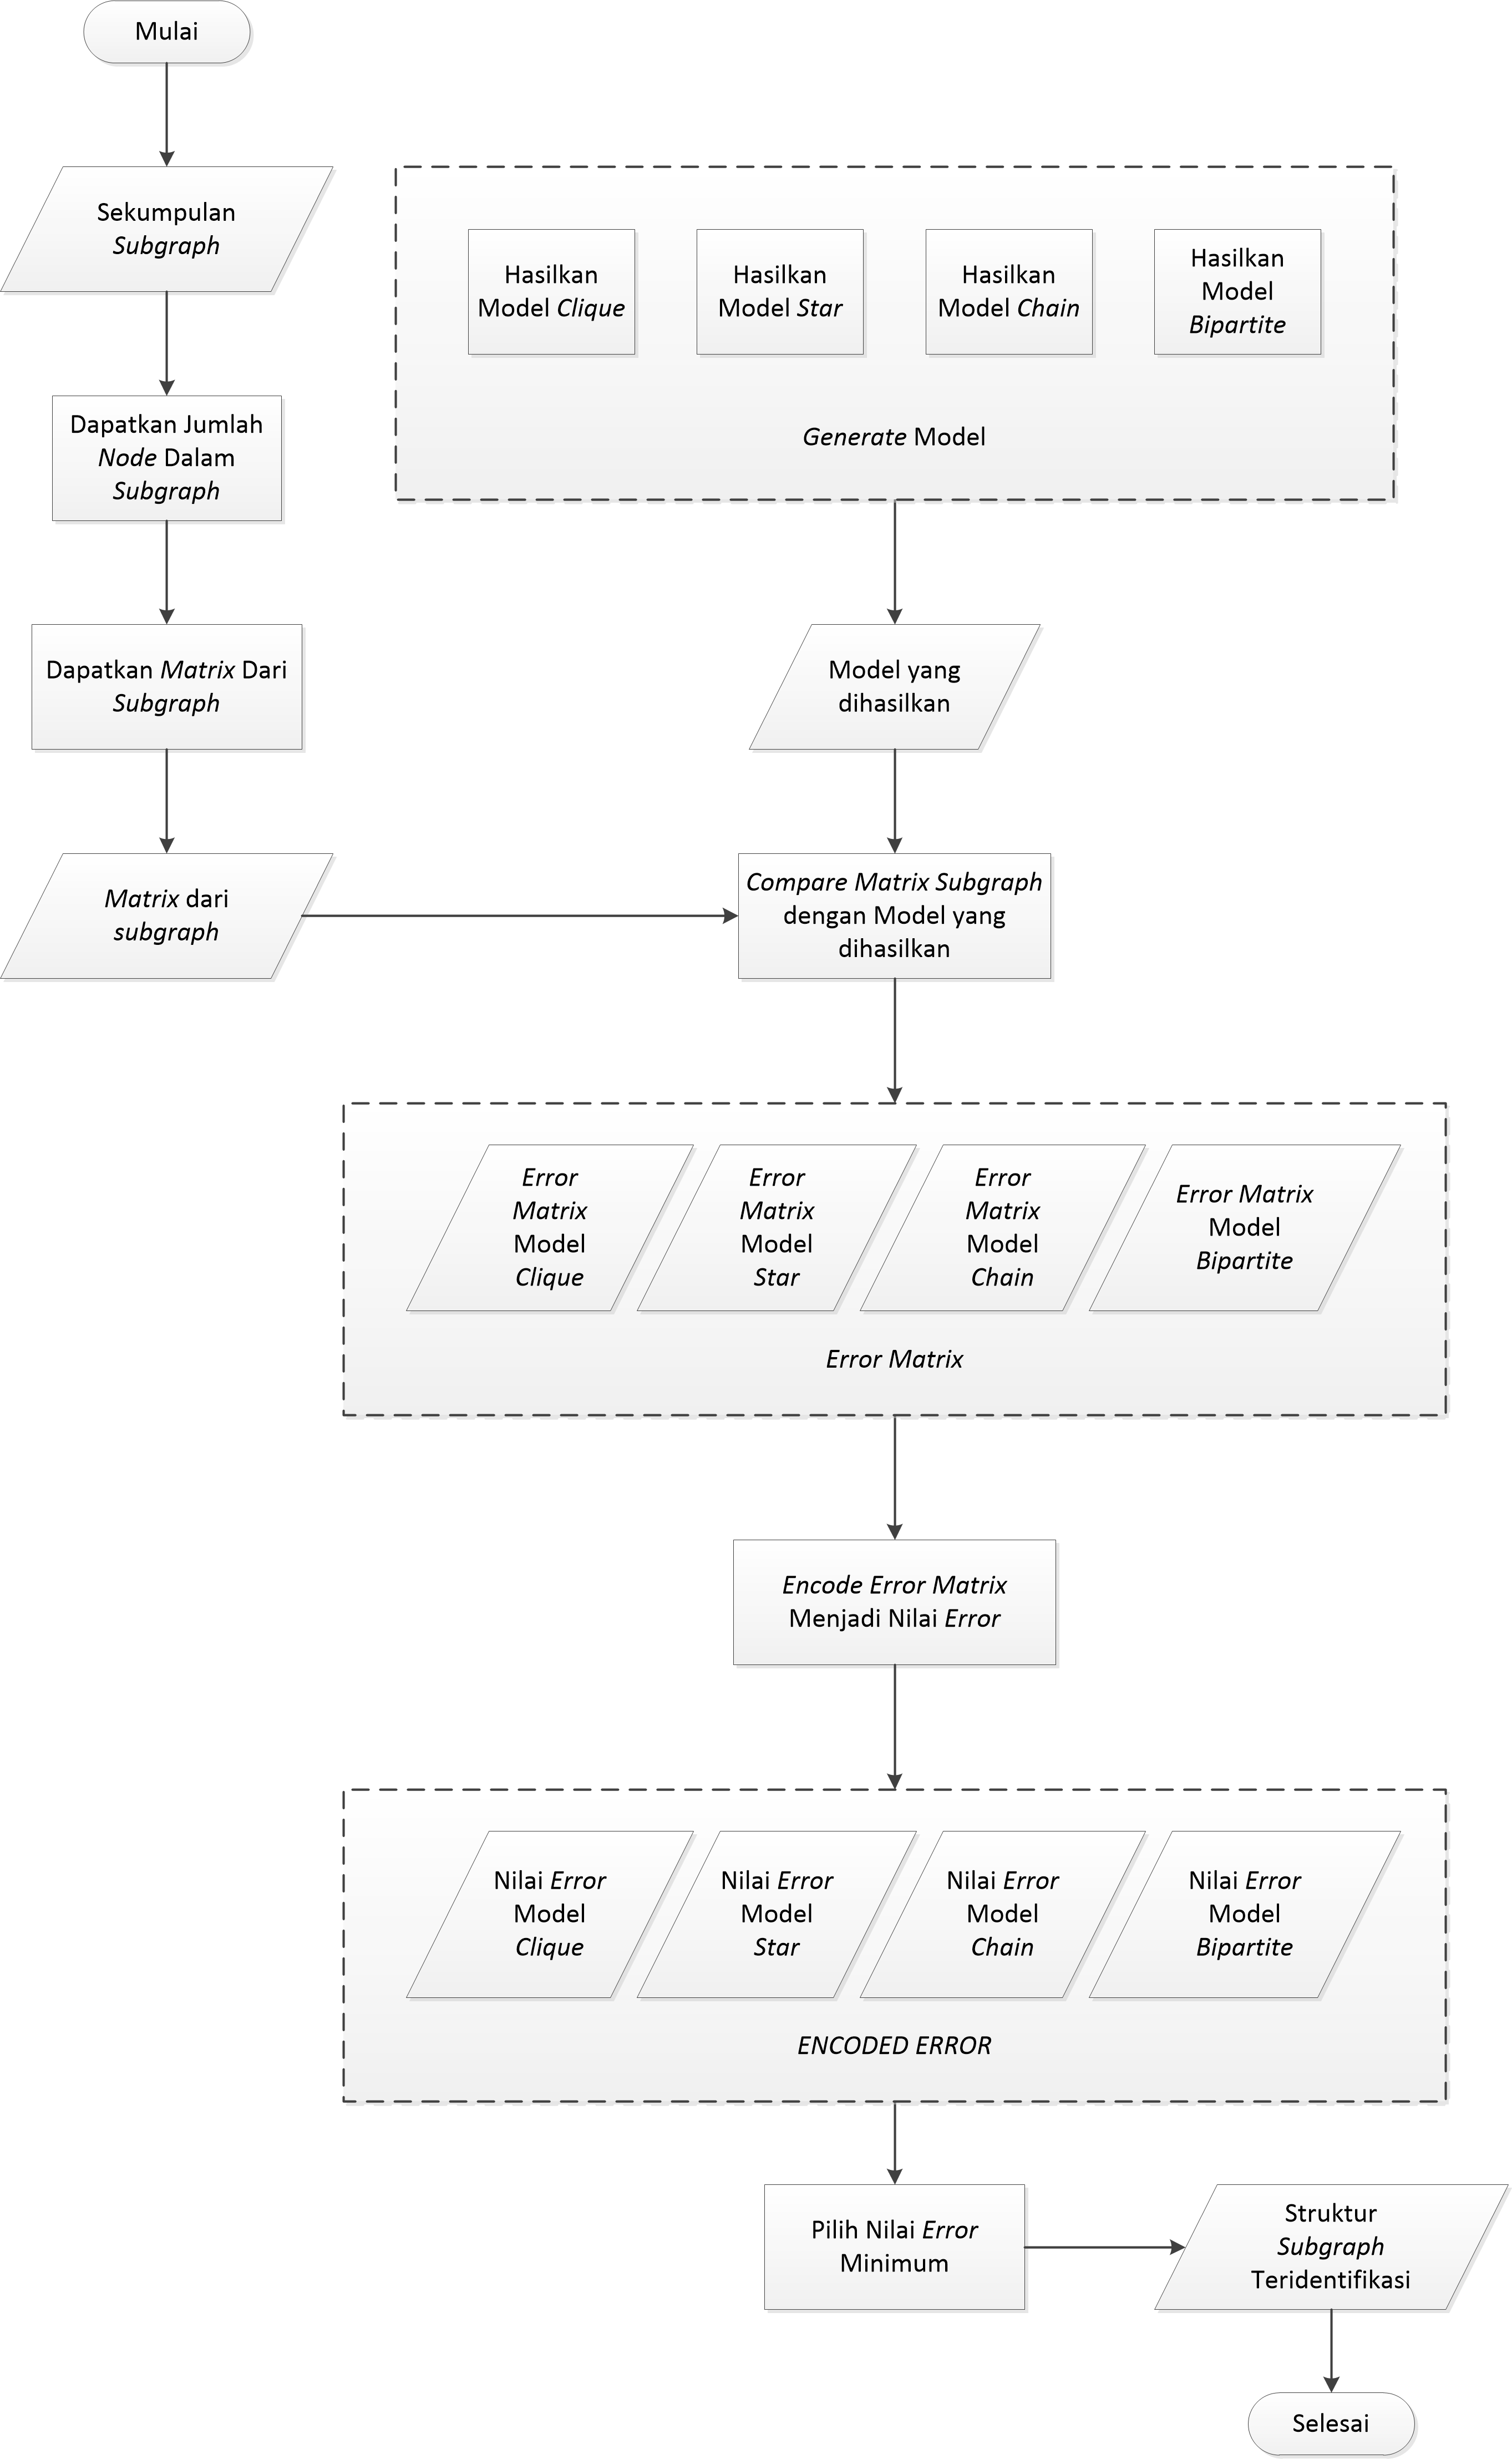 Mulai
Sekumpulan
Subgraph
Dapatkan Jumlah
Node Dalam
Subgraph
Dapatkan Matrix Dari
Subgraph
Matrix dari
subgraph
Hasilkan
Model Clique
Hasilkan
Model Star
Hasilkan
Model Chain
Hasilkan
Model
Bipartite
Generate Model
Model yang
dihasilkan
Compare Matrix Subgraph
dengan Model yang
dihasilkan
Error
Matrix
Model
Clique
Error
Matrix
Model
Star
Error
Matrix
Model
Chain
Error Matrix
Model
Bipartite
Error Matrix
Encode Error Matrix
Menjadi Nilai Error
Nilai Error
Model
Clique
Nilai Error
Model
Star
Nilai Error
Model
Chain
Nilai Error
Model
Bipartite
ENCODED ERROR
Pilih Nilai Error
Minimum
Struktur
Subgraph
Teridentifikasi
Selesai